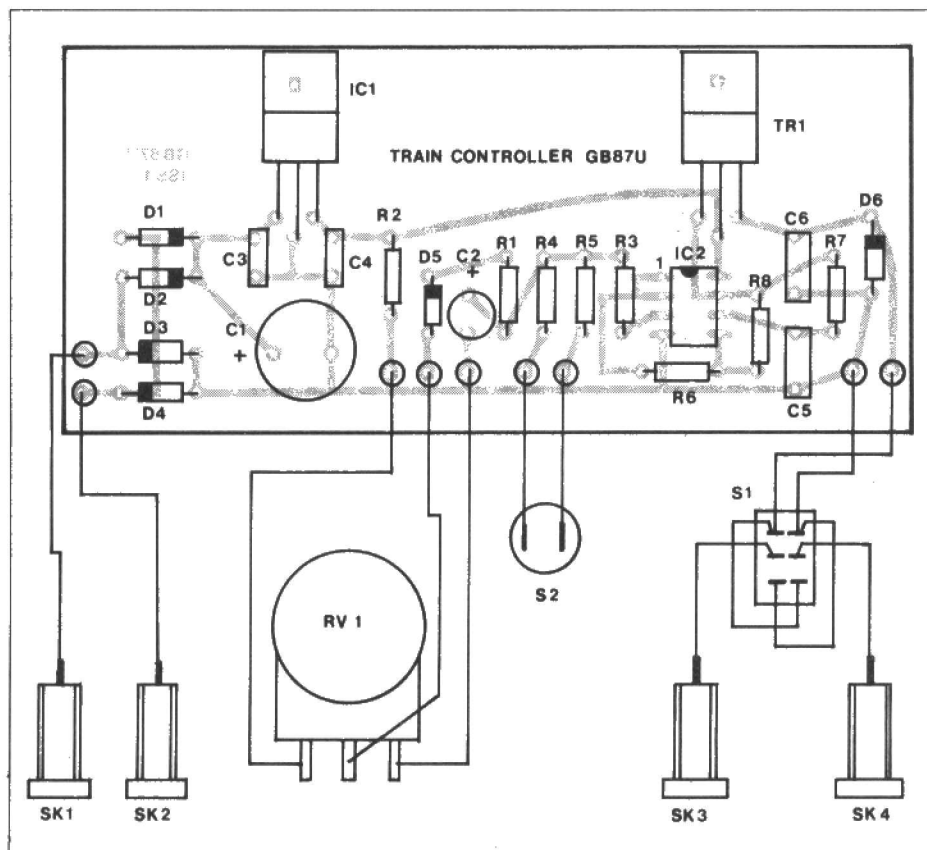 IC1
TR1
TRAIN CONTROLLER GB87U
D1
R2
C6
D6
C3
C4
D5
C2
+
R1
R4
R5
R3
1
IC2
R8
R7
D2
D3
C1
+
D4
R6
C5
S1
S2
RV 1
SK1
SK2
SK3
SK4